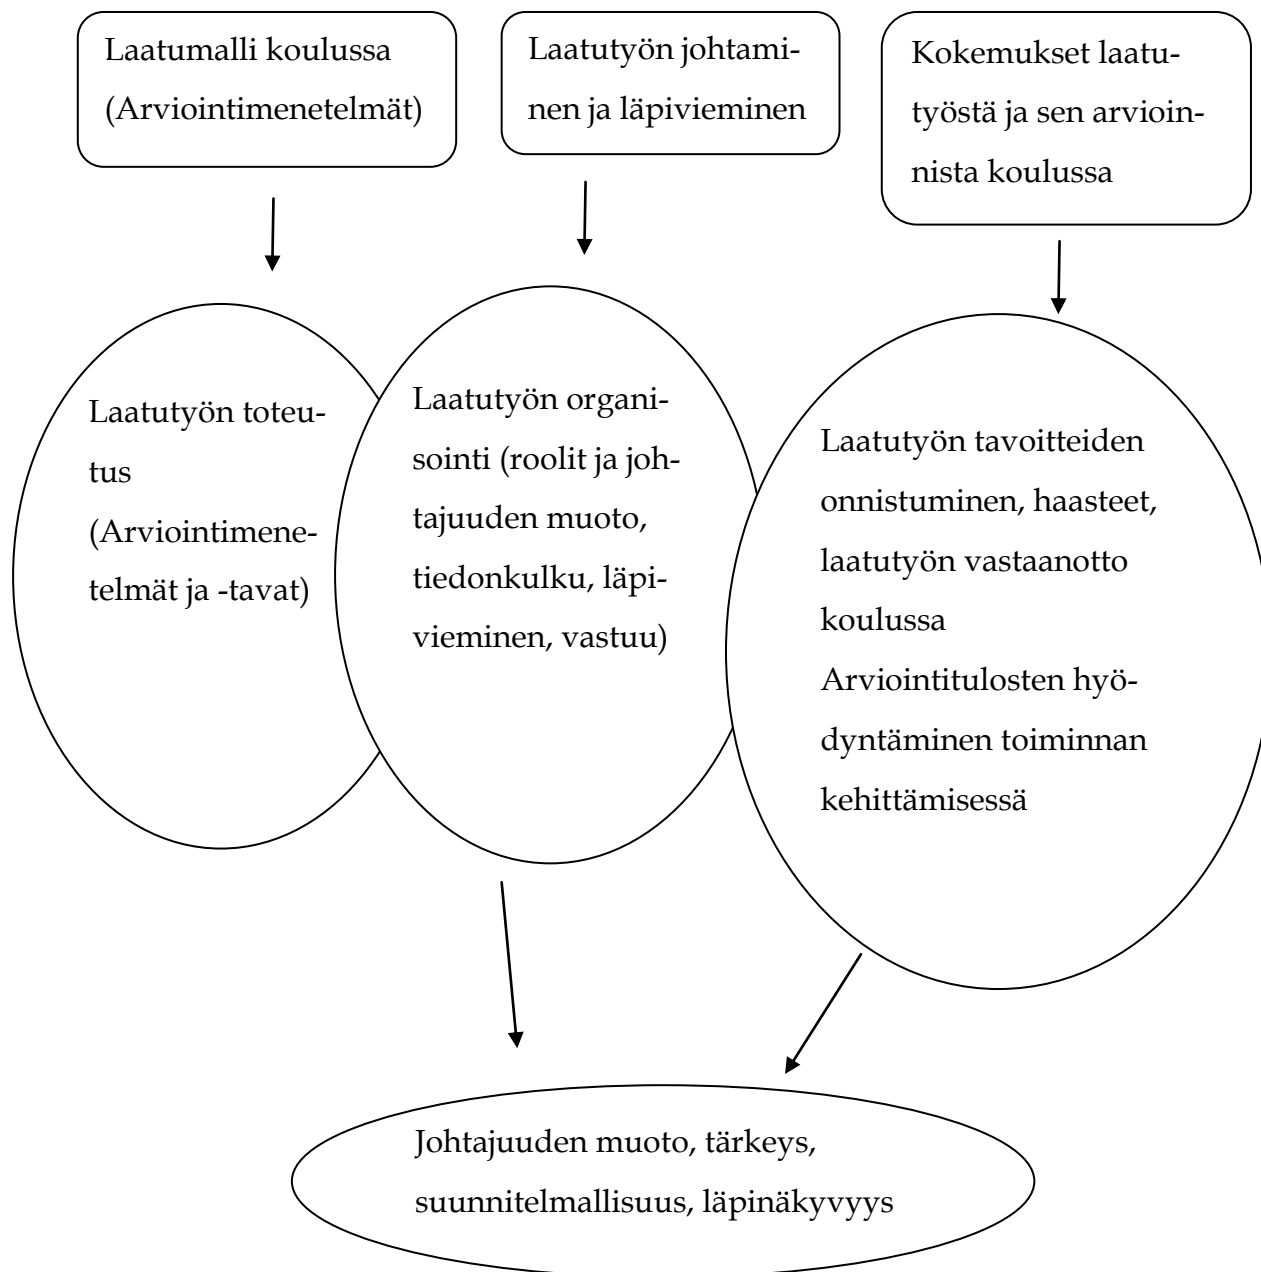 Laatumalli koulussa
(Arviointimenetelmät)
Laatutyön johtami-
nen ja läpivieminen
Kokemukset laatu-
työstä ja sen arvioin-
nista koulussa
Laatutyön toteu-
tus
(Arviointimene-
telmät ja -tavat)
Laatutyön organi-
sointi (roolit ja joh-
tajuuden muoto,
tiedonkulku, läpi-
vieminen, vastuu)
Laatutyön tavoitteiden
onnistuminen, haasteet,
laatutyön vastaanotto
koulussa
Arviointitulosten hyö-
dyntäminen toiminnan
kehittämisessä
Johtajuuden muoto, tärkeys,
suunnitelmallisuus, läpinäkyvyys